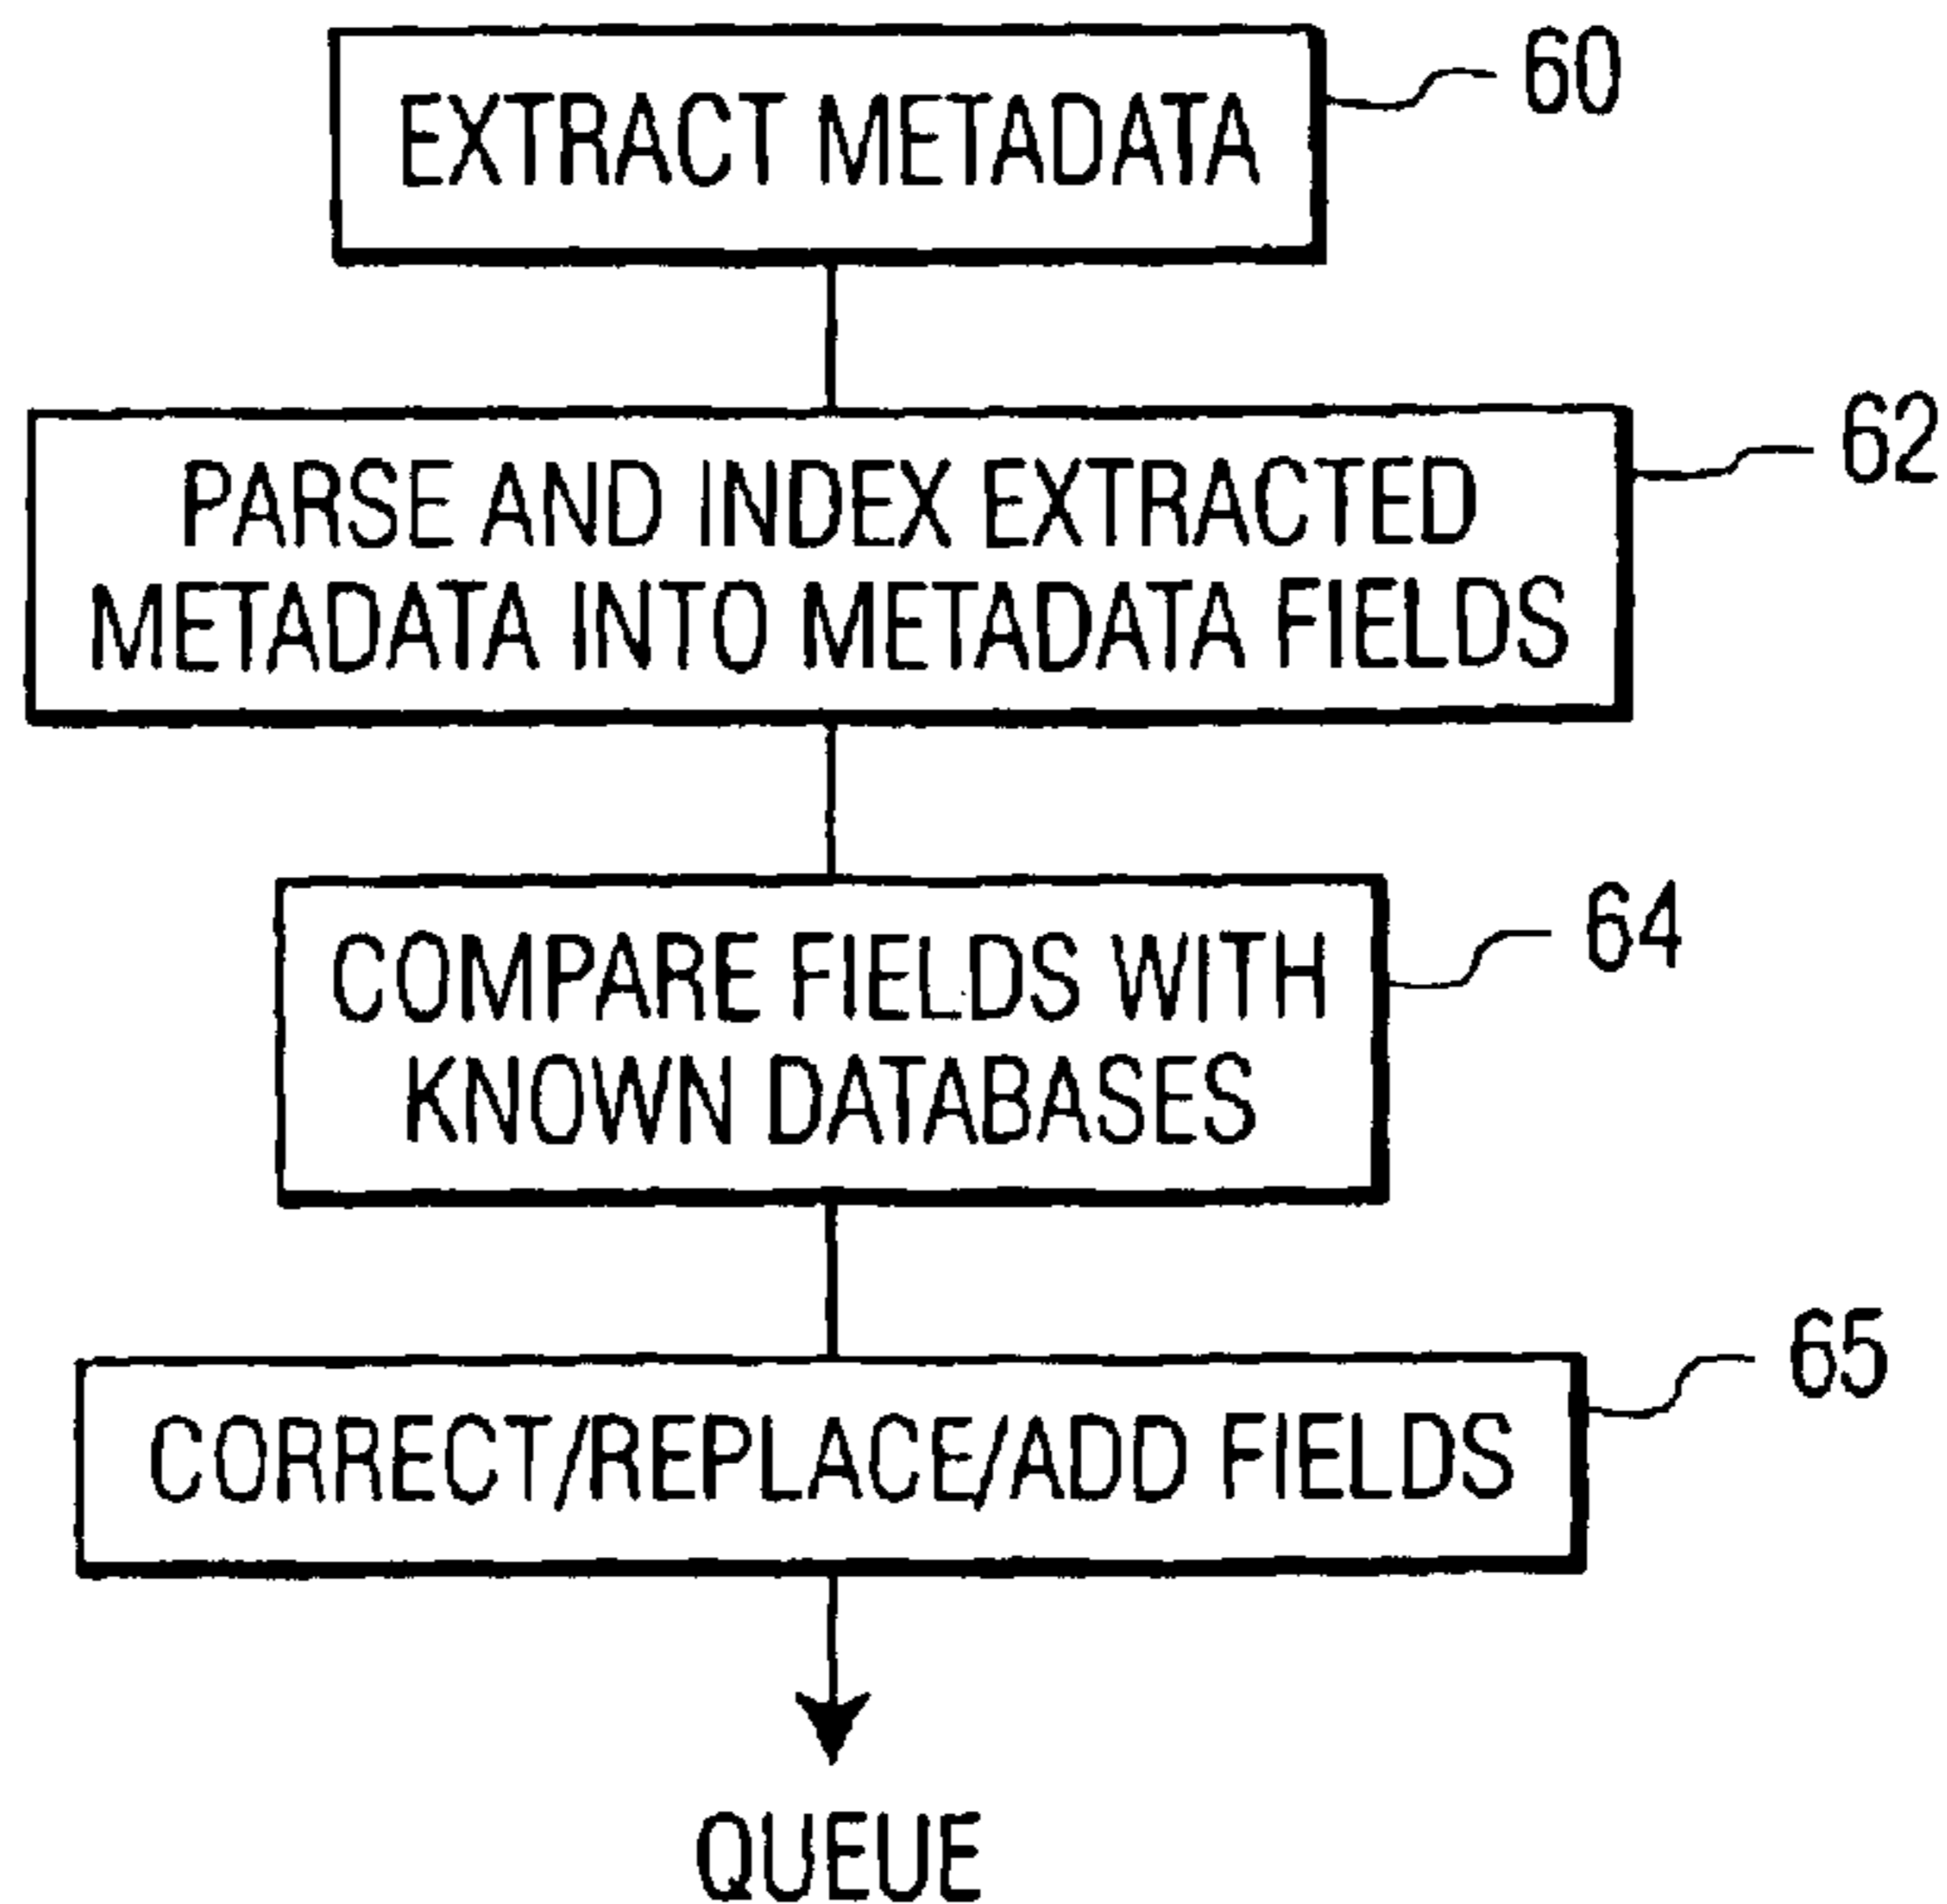 EXTRACT METADATA
60
PARSE AND INDEX EXTRACTED
METADATA INTO METADATA FIELDS
62
COMPARE FIELDS WITH
KNOWN DATABASES
64
CORRECT/REPLACE/ADD FIELDS
65
QUEUE